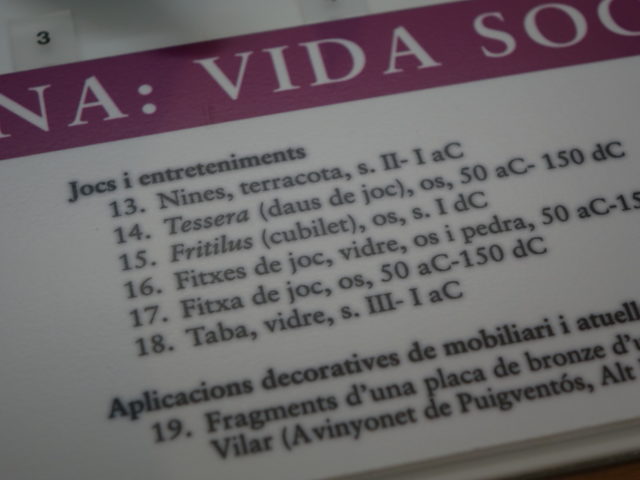 3
NA: VIDA SOC
Jocs i entreteniments
13. Nines, terracota, s. II- I aC
14. Tessera (daus de joc), os, 50 aC- 150 dC
15. Fritilus (cubilet), os, s. I dC
16. Fitxes de joc, vidre, os i pedra, 50 aC-15
17. Fitxa de joc, os, 50 aC-150 dC
18. Taba, vidre, s. III- I aC
Aplicacions decoratives de mobiliari i atuell
19. Fragments d'una placa de bronze d'u
Vilar (Avinyonet de Puigventós, Alt